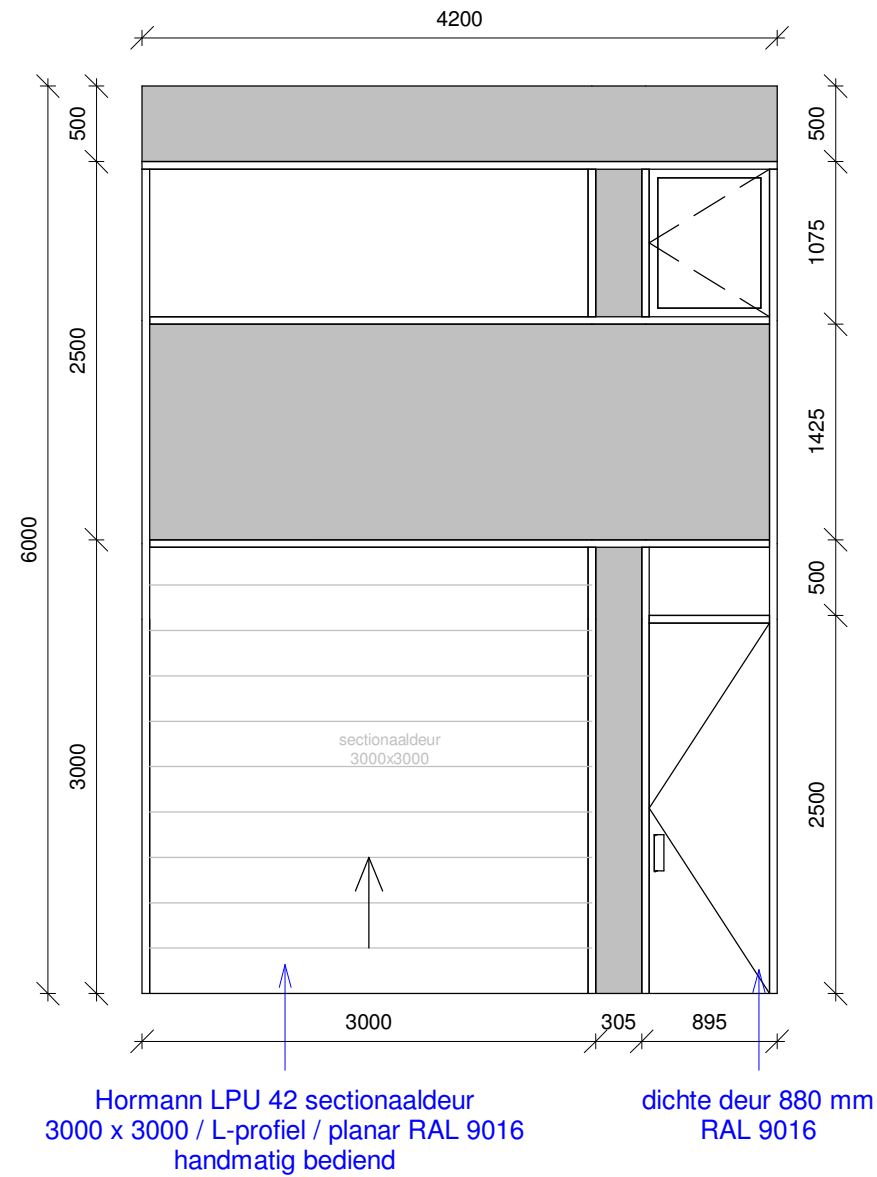 4200
500
500
1075
2500
1425
6000
500
sectionaaldeur
3000x3000
3000
2500
3000
305
895
Hormann LPU 42 sectionaaldeur
3000 x 3000 / L-profiel / planar RAL 9016
handmatig bediend
dichte deur 880 mm
RAL 9016